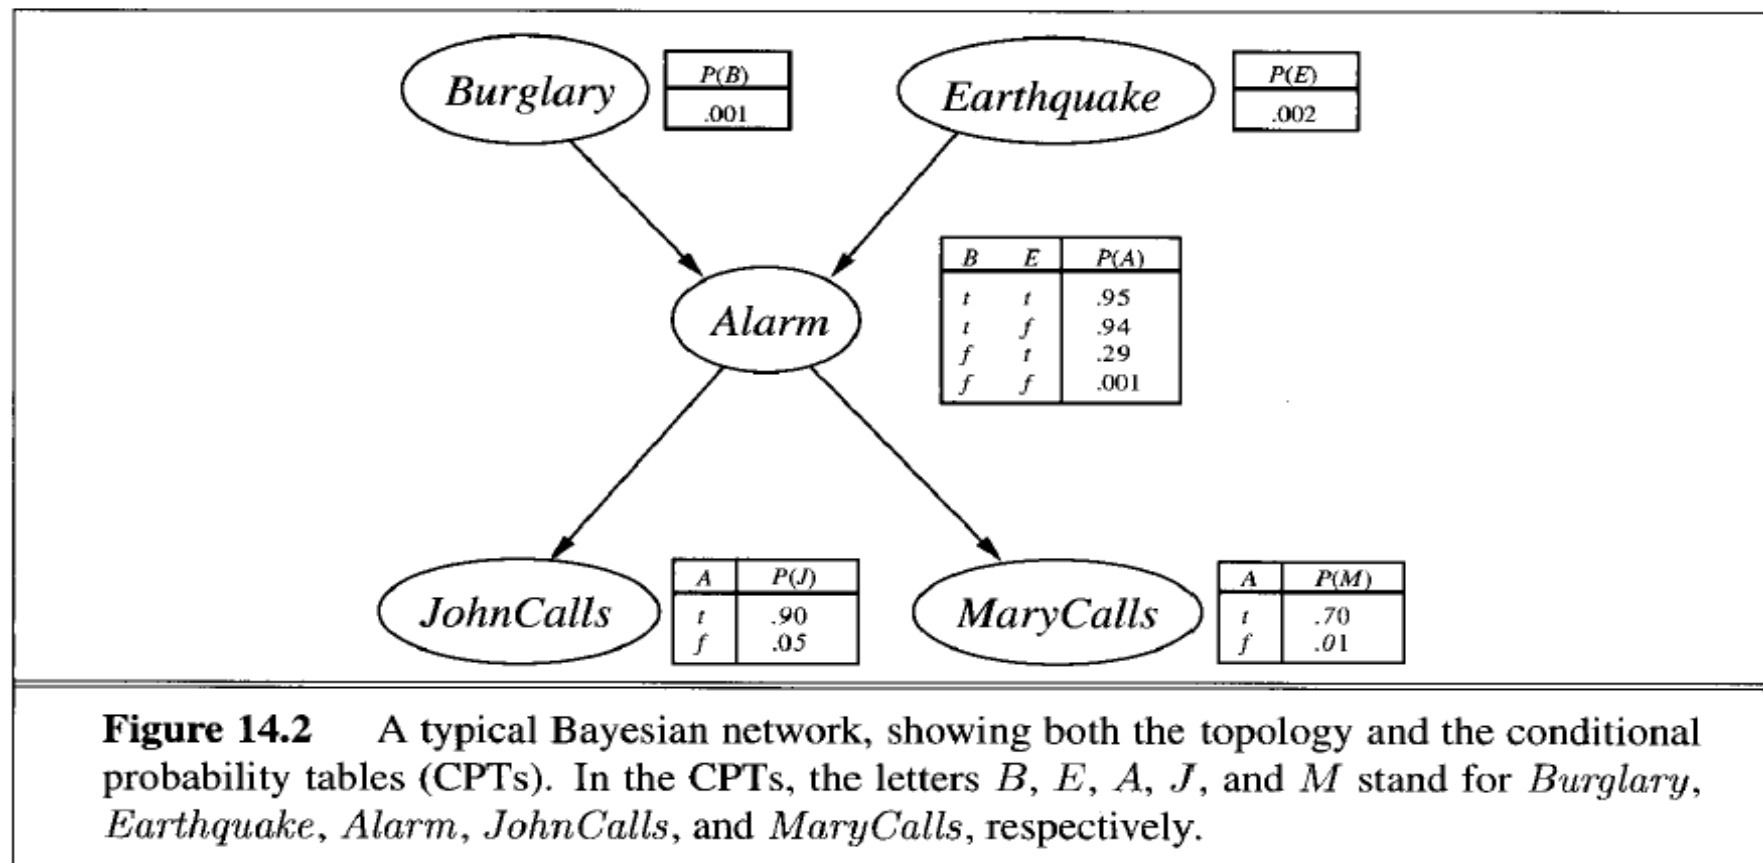 Burglary
P(B)
.001
Earthquake
P(E)
.002
Alarm
B E P(A)
t t .95
t f .94
f t .29
f f .001
JohnCalls
A P(J)
t .90
f .05
MaryCalls
A P(M)
t .70
f .01
Figure 14.2 A typical Bayesian network, showing both the topology and the conditional
probability tables (CPTs). In the CPTs, the letters B, E, A, J, and M stand for Burglary,
Earthquake, Alarm, JohnCalls, and MaryCalls, respectively.